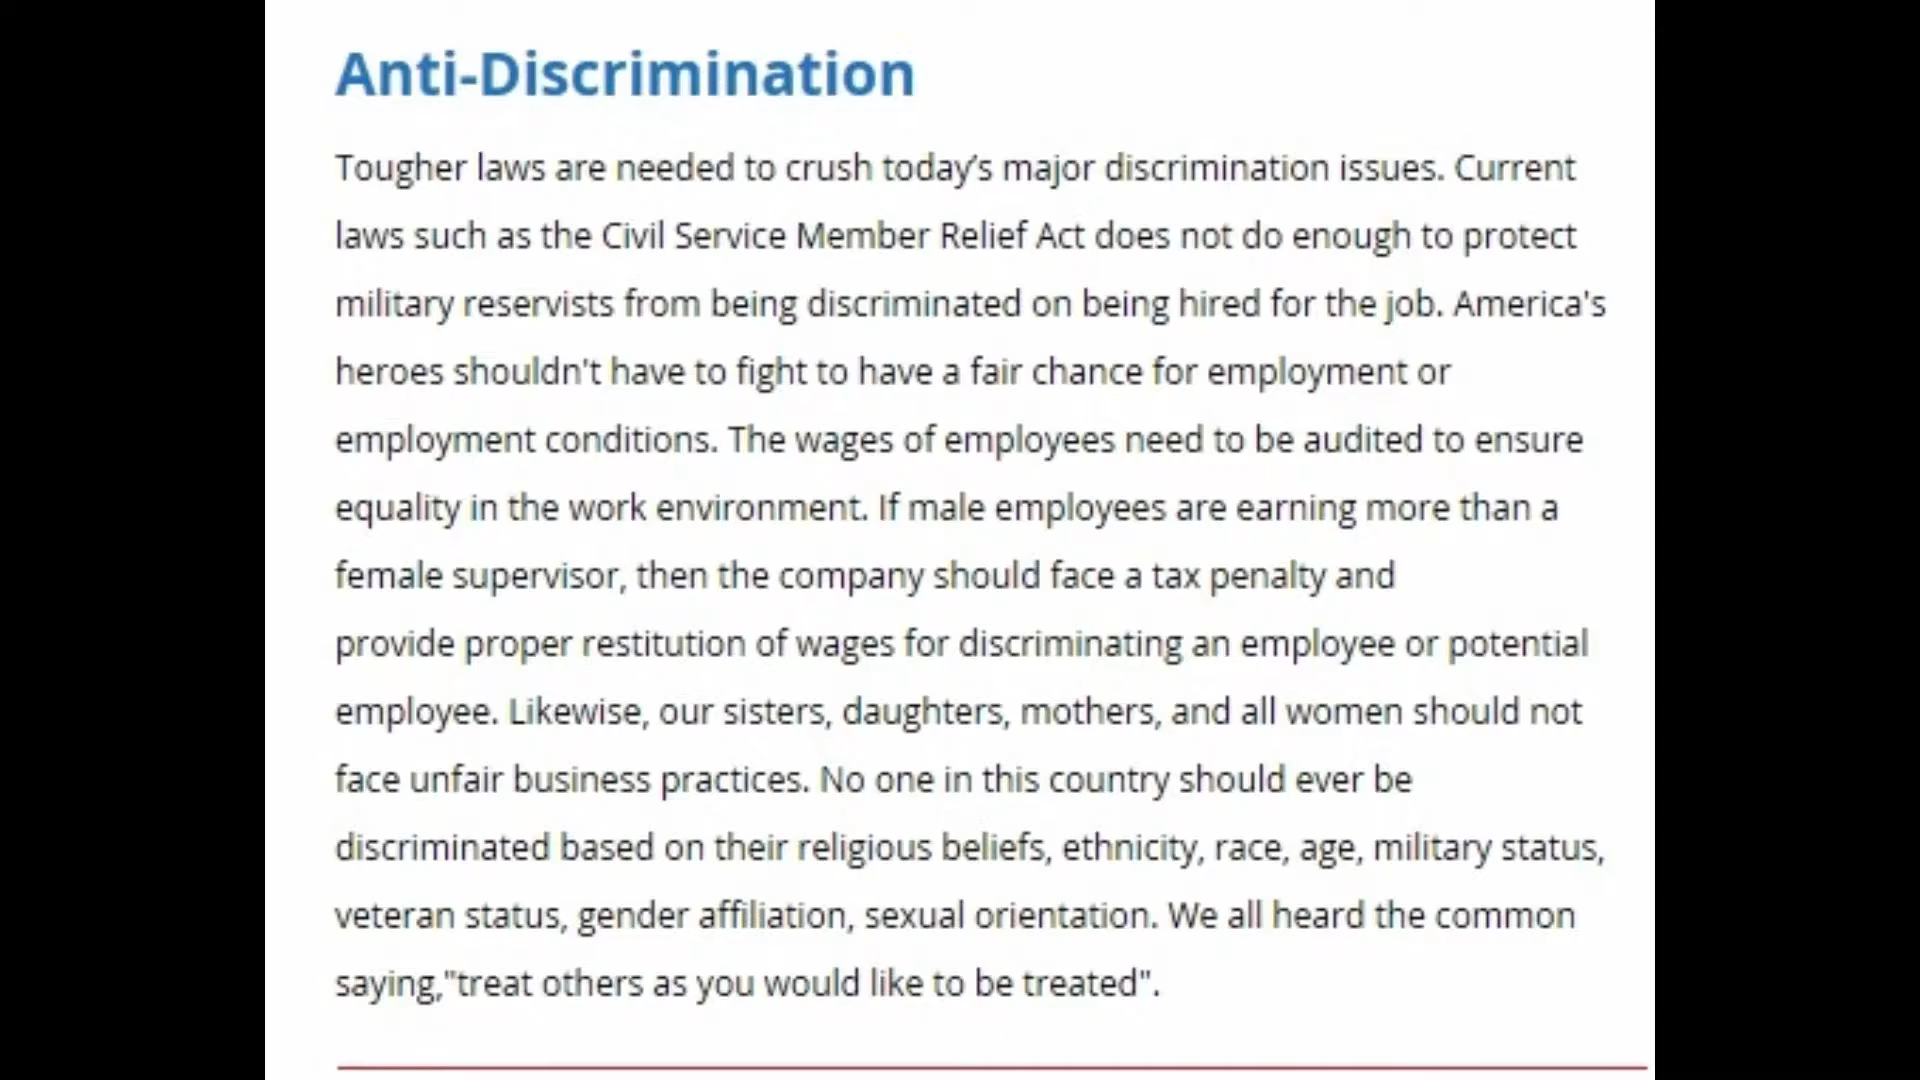 Anti-Discrimination
Tougher laws are needed to crush today’s major discrimination issues. Current
laws such as the Civil Service Member Relief Act does not do enough to protect
military reservists from being discriminated on being hired for the job. America's
heroes shouldn't have to fight to have a fair chance for employment or
employment conditions. The wages of employees need to be audited to ensure
equality in the work environment. If male employees are earning more than a
female supervisor, then the company should face a tax penalty and
provide proper restitution of wages for discriminating an employee or potential
employee. Likewise, our sisters, daughters, mothers, and all women should not
face unfair business practices. No one in this country should ever be
discriminated based on their religious beliefs, ethnicity, race, age, military status,
veteran status, gender affiliation, sexual orientation. We all heard the common
saying,"treat others as you would like to be treated".